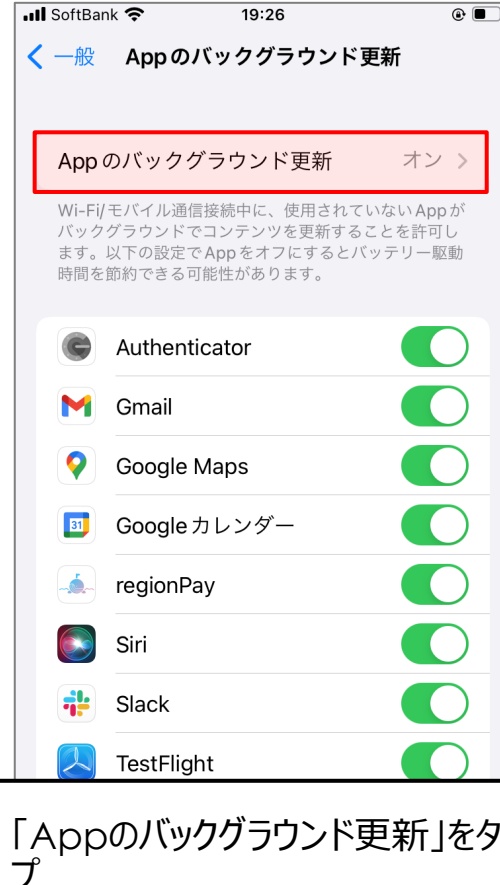 SoftBank 19:26
一般 Appのバックグラウンド更新
Appのバックグラウンド更新 オン
Wi-Fi/モバイル通信接続中に、使用されていないAppが
バックグラウンドでコンテンツを更新することを許可し
ます。以下の設定でAppをオフにするとバッテリー駆動
時間を節約できる可能性があります。
Authenticator
Gmail
Google Maps
31
Googleカレンダー
regionPay
Siri
Slack
TestFlight
「Appのバックグラウンド更新」をタ
プ